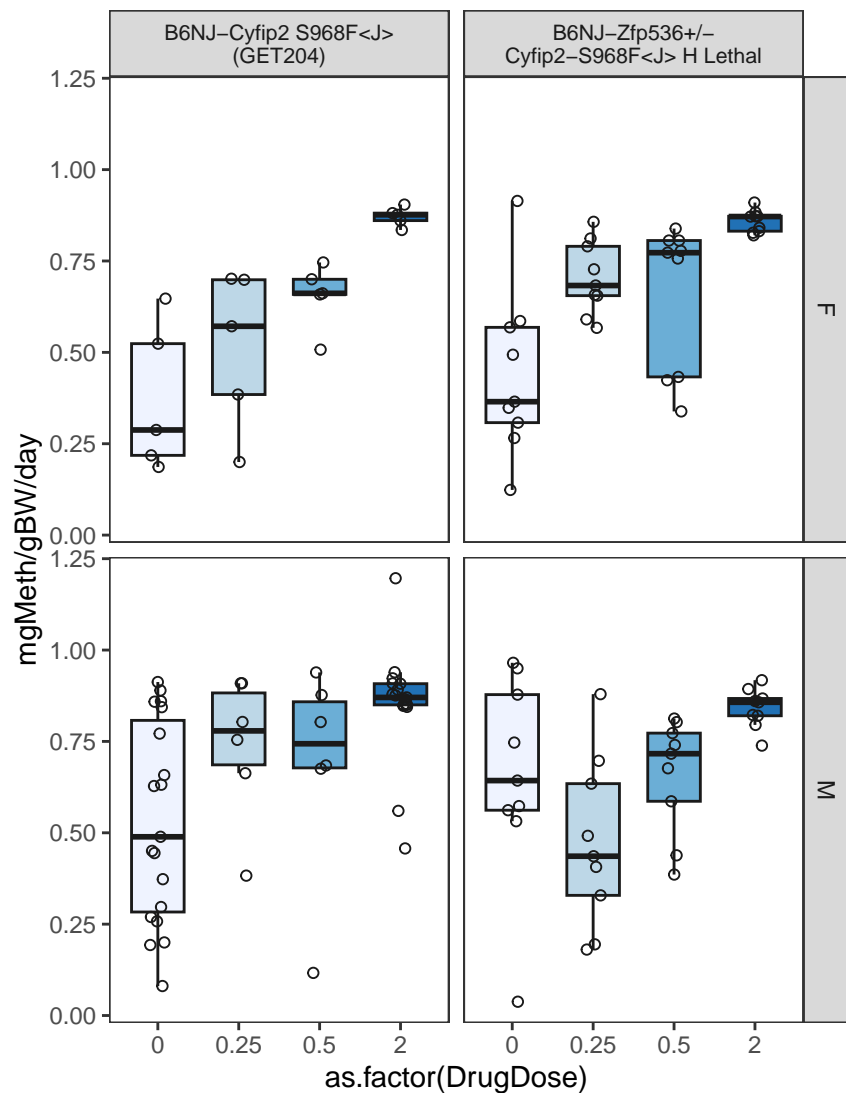 B6NJ−Cyfip2 S968F<J>
(GET204)
B6NJ−Zfp536+/−
Cyfip2−S968F<J> H Lethal
1.25
1.00
0.75
0.50
0.25
0.00
F
1.25
1.00
0.75
0.50
0.25
0.00
M
mgMeth/gBW/day
0 0.25 0.5 2
0 0.25 0.5 2
as.factor(DrugDose)